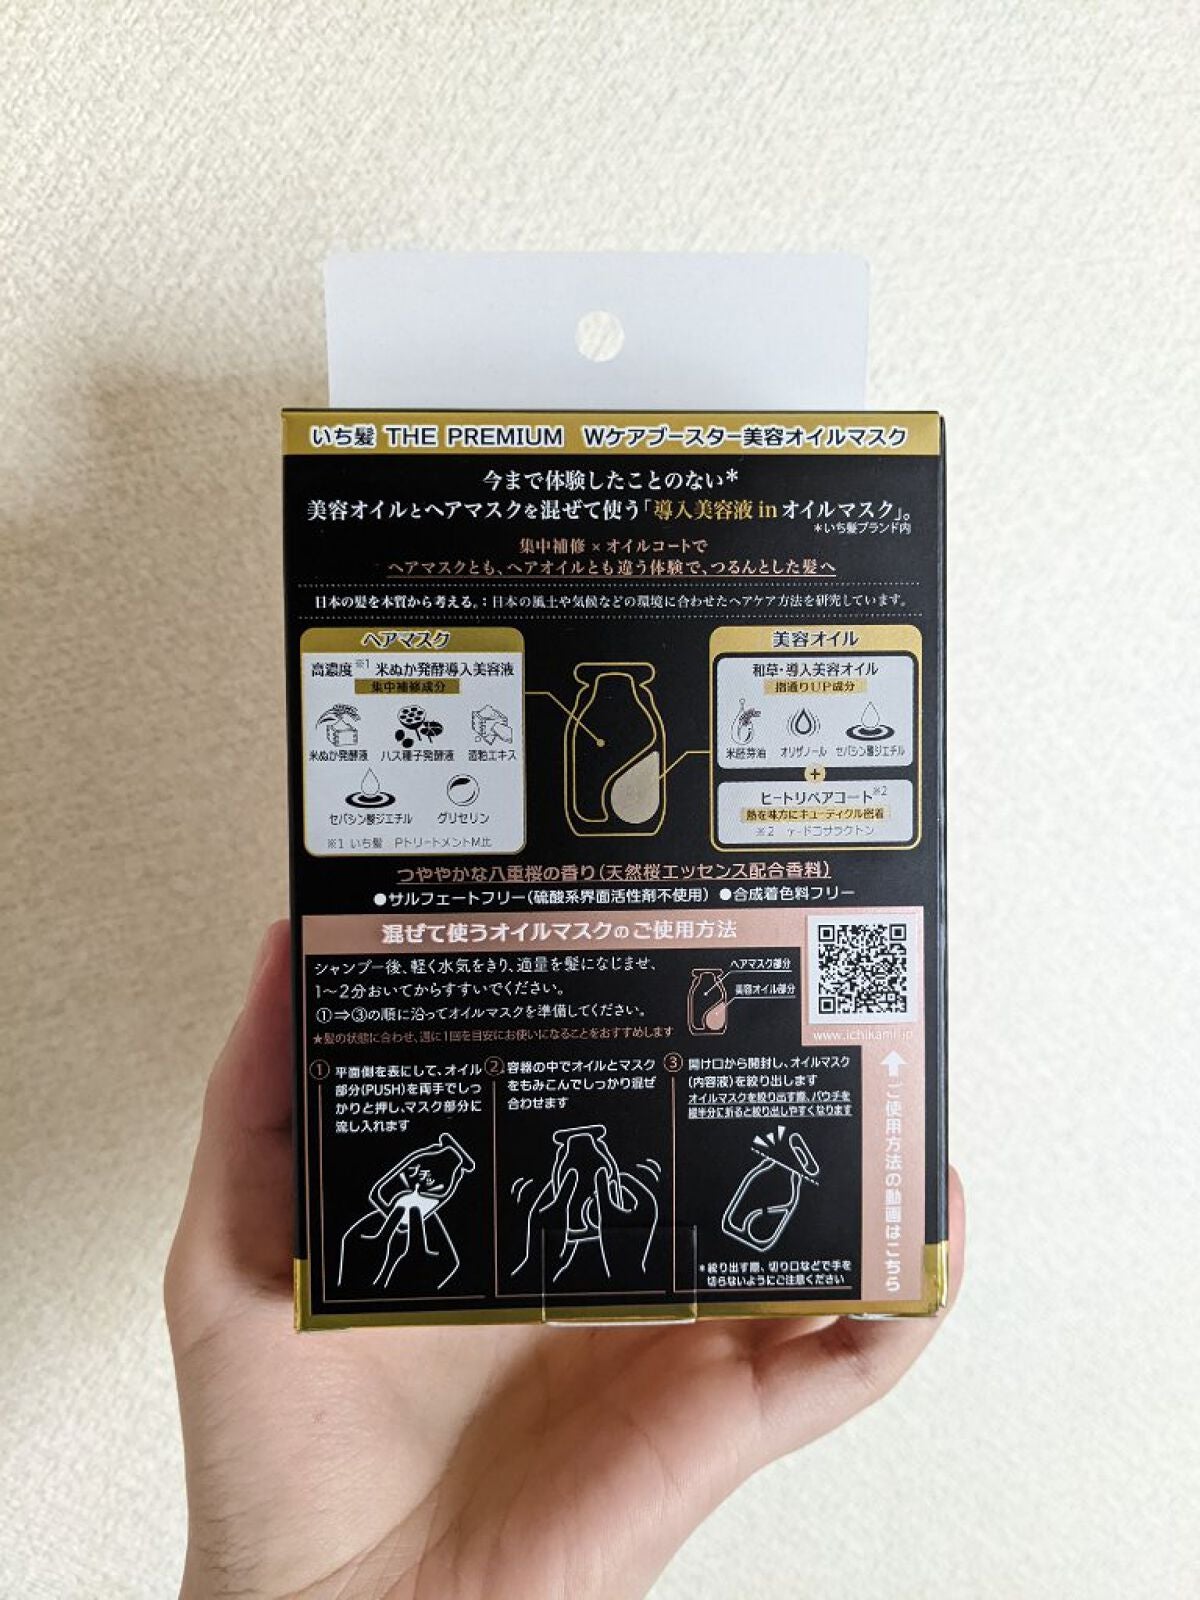 いち髪 THE PREMIUM Wケアブースター美容オイルマスク
今まで体験したことのない*
美容オイルとヘアマスクを混ぜて使う「導入美容液inオイルマスク」。
*いち髪ブランド内
集中補修×オイルコートで
ヘアマスクとも、ヘアオイルとも違う体験で、つるんとした髪へ
日本の髪を本質から考える。:日本の風土や気候などの環境に合わせたヘアケア方法を研究しています。
ヘアマスク
高濃度※1 米ぬか発酵導入美容液
集中補修成分
米ぬか発酵液 ハス種子発酵液 酒粕エキス
セバシン酸ジエチル グリセリン
※1 いち髪 PトリートメントM比
美容オイル
和草・導入美容オイル
指通りUP成分
米胚芽油 オリザノール セバシン酸ジエチル
+
ヒートリペアコート※2
熱を味方にキューティクル密着
※2 γ-ドコサラクトン
つややかな八重桜の香り(天然桜エッセンス配合香料)
●サルフェートフリー(硫酸系界面活性剤不使用) ●合成着色料フリー
混ぜて使うオイルマスクのご使用方法
シャンプー後、軽く水気をきり、適量を髪になじませ、
1～2分おいてからすすいでください。
①⇒③の順に沿ってオイルマスクを準備してください。
★髪の状態に合わせ、週に1回を目安にお使いになることをおすすめします
ヘアマスク部分
美容オイル部分
www.ichikami.jp
ご使用方法の動画はこちら
① 平面側を表にして、オイル
部分(PUSH)を両手でしっ
かりと押し、マスク部分に
流し入れます
プチッ
② 容器の中でオイルとマスク
をもみこんでしっかり混ぜ
合わせます
③ 開け口から開封し、オイルマスク
(内容液)を絞り出します
オイルマスクを絞り出す際、パウチを
縦半分に折ると絞り出しやすくなります
*絞り出す際、切り口などで手を
切らないようにご注意ください